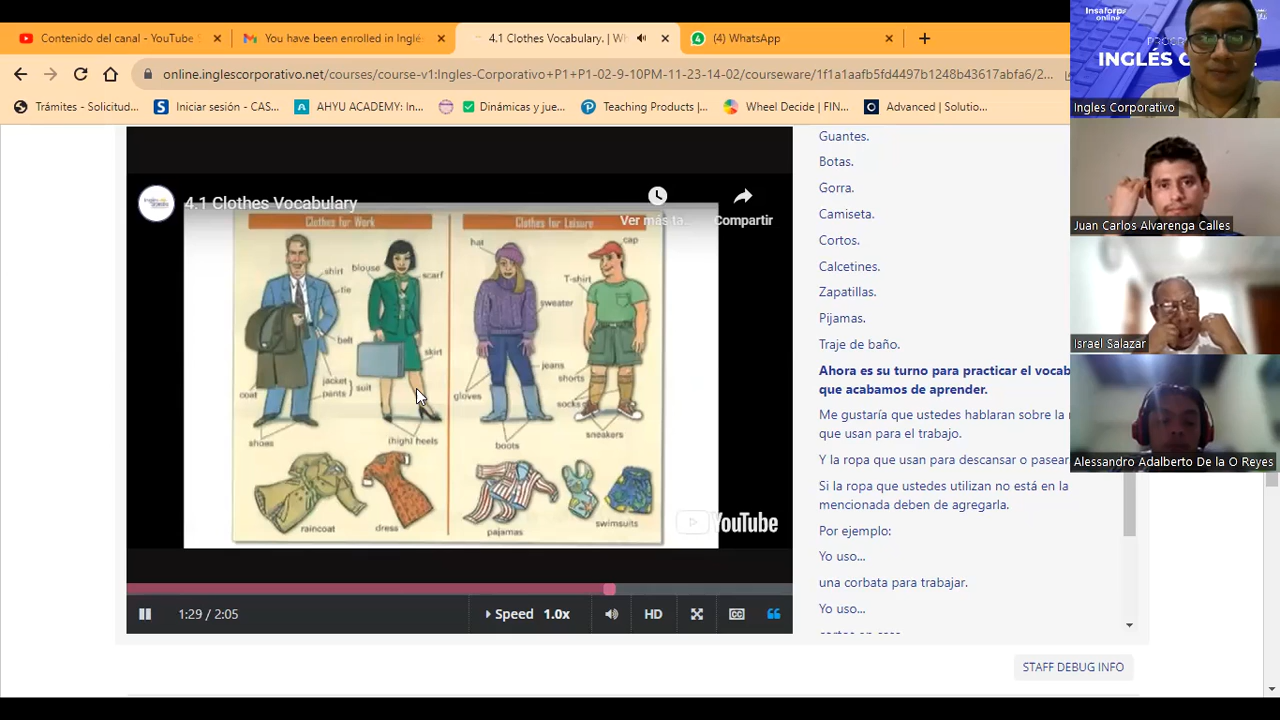 Contenido del canal - YouTube S
You have been enrolled in Inglé
4.1 Clothes Vocabulary. | W
(4) WhatsApp
online.inglescorporativo.net/courses/course-v1:Ingles-Corporativo+P1+P1-02-9-10PM-11-23-14-02/courseware/1f1a1aafb5fd4497b1248b43617abfa6/2...
Trámites - Solicitud...
Iniciar sesión - CAS...
AHYU ACADEMY: In...
Dinámicas y jue...
Teaching Products |...
Wheel Decide | FIN...
Advanced | Solutio...
4.1 Clothes Vocabulary
Ver más ta...
Compartir
Clothes for Work
Clothes for Leisure
shirt
blouse
scarf
tie
belt
skirt
jacket
pants
suit
coat
shoes
(high) heels
raincoat
dress
hat
cap
T-shirt
sweater
jeans
shorts
gloves
socks
boots
sneakers
pajamas
swimsuits
YouTube
1:29 / 2:05
Speed 1.0x
HD
CC
Guantes.
Botas.
Gorra.
Camiseta.
Cortos.
Calcetines.
Zapatillas.
Pijamas.
Traje de baño.
Ahora es su turno para practicar el vocab
que acabamos de aprender.
Me gustaría que ustedes hablaran sobre la
que usan para el trabajo.
Y la ropa que usan para descansar o pasear
Si la ropa que ustedes utilizan no está en la
mencionada deben de agregarla.
Por ejemplo:
Yo uso...
una corbata para trabajar.
Yo uso...
cortos en casa
STAFF DEBUG INFO
Insaforp
online
INGLÉS C
Ingles Corporativo
Juan Carlos Alvarenga Calles
Israel Salazar
Alessandro Adalberto De la O Reyes